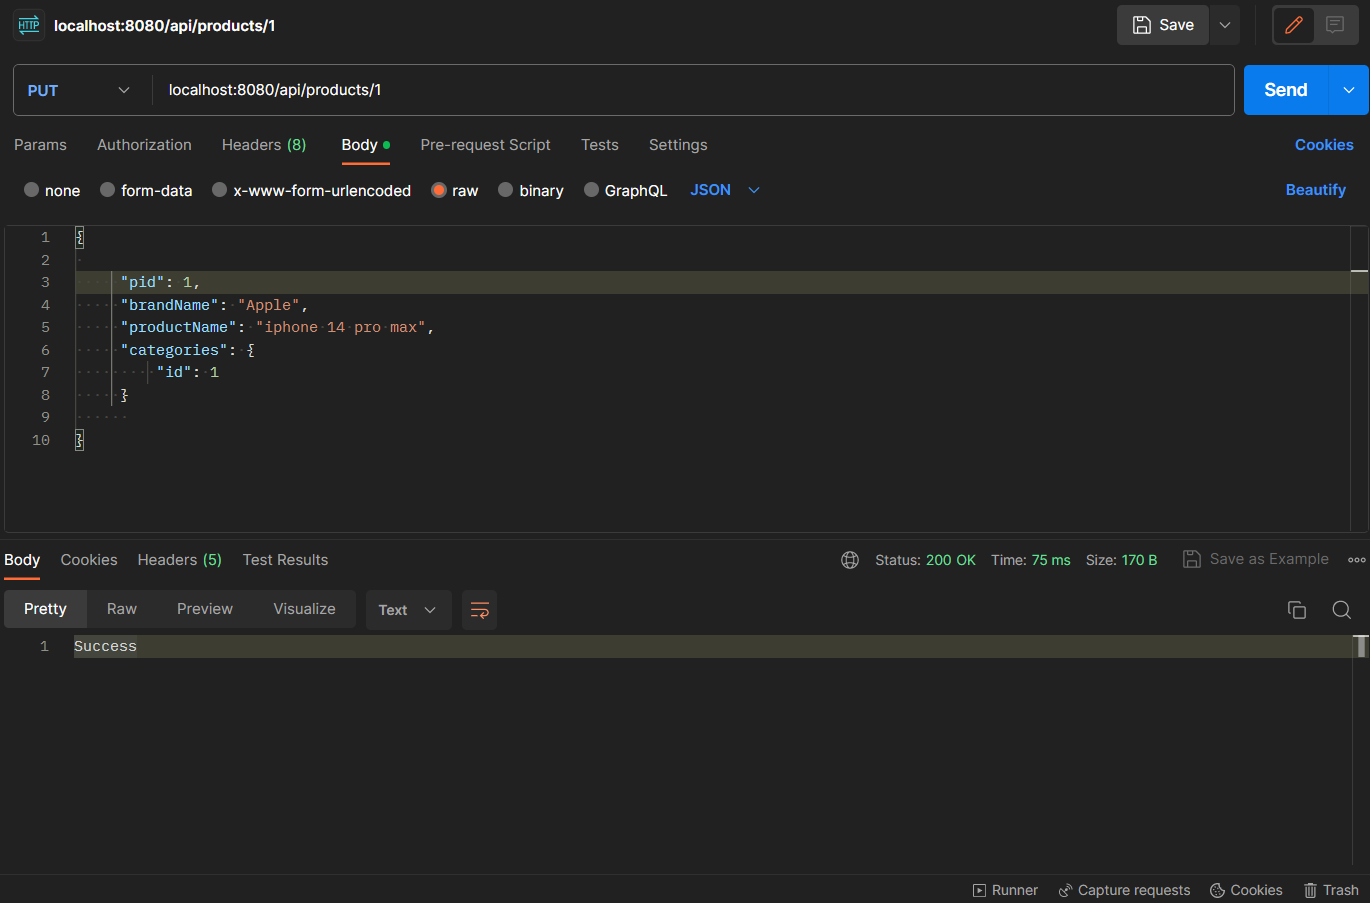 HTTP localhost:8080/api/products/1 Save
PUT localhost:8080/api/products/1 Send
Params Authorization Headers (8) Body Pre-request Script Tests Settings Cookies
none form-data x-www-form-urlencoded raw binary GraphQL JSON Beautify
1 {
2
3 "pid": 1,
4 "brandName": "Apple",
5 "productName": "iphone 14 pro max",
6 "categories": {
7 "id": 1
8 }
9
10 }
Body Cookies Headers (5) Test Results Status: 200 OK Time: 75 ms Size: 170 B Save as Example
Pretty Raw Preview Visualize Text
1 Success
Runner Capture requests Cookies Trash